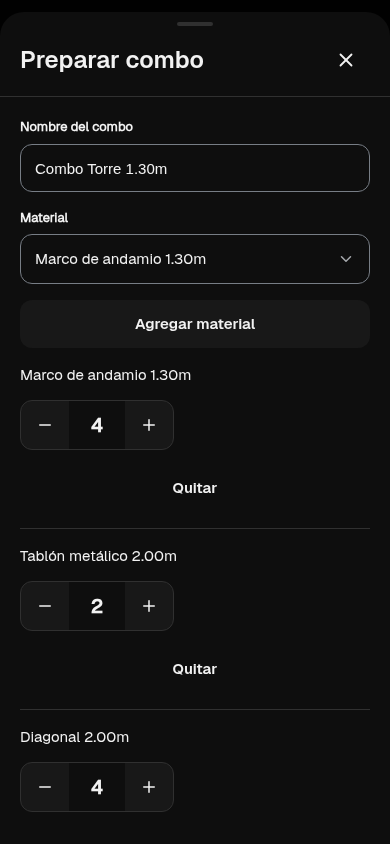 Preparar combo
Nombre del combo
Combo Torre 1.30m
Material
Marco de andamio 1.30m
Agregar material
Marco de andamio 1.30m
− 4 +
Quitar
Tablón metálico 2.00m
− 2 +
Quitar
Diagonal 2.00m
− 4 +